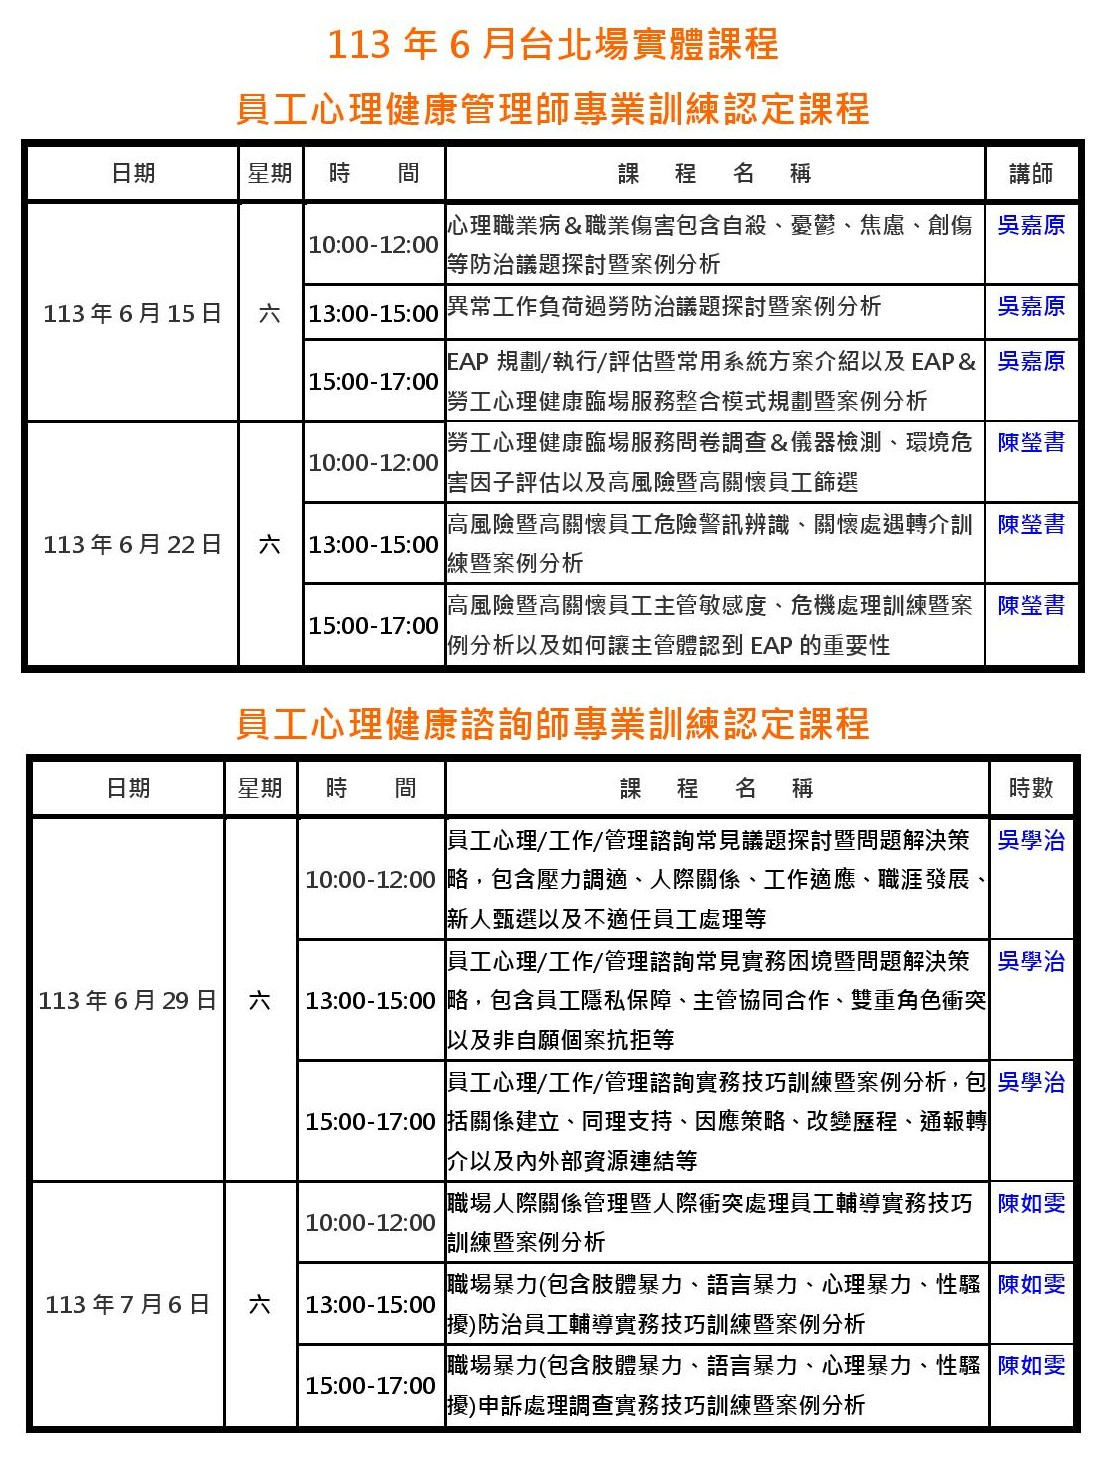 113 年 6 月台北場實體課程
員工心理健康管理師專業訓練認定課程
日期 星期 時 間 課 程 名 稱 講師
113 年 6 月 15 日 六
10:00-12:00 心理職業病＆職業傷害包含自殺、憂鬱、焦慮、創傷 吳嘉原
等防治議題探討暨案例分析
13:00-15:00 異常工作負荷過勞防治議題探討暨案例分析 吳嘉原
15:00-17:00 EAP 規劃/執行/評估暨常用系統方案介紹以及 EAP＆ 吳嘉原
勞工心理健康臨場服務整合模式規劃暨案例分析
113 年 6 月 22 日 六
10:00-12:00 勞工心理健康臨場服務問卷調查＆儀器檢測、環境危 陳瑩書
害因子評估以及高風險暨高關懷員工篩選
13:00-15:00 高風險暨高關懷員工危險警訊辨識、關懷處遇轉介訓 陳瑩書
練暨案例分析
15:00-17:00 高風險暨高關懷員工主管敏感度、危機處理訓練暨案 陳瑩書
例分析以及如何讓主管體認到 EAP 的重要性
員工心理健康諮詢師專業訓練認定課程
日期 星期 時 間 課 程 名 稱 時數
113 年 6 月 29 日 六
10:00-12:00 員工心理/工作/管理諮詢常見議題探討暨問題解決策 吳學治
略，包含壓力調適、人際關係、工作適應、職涯發展、
新人甄選以及不適任員工處理等
13:00-15:00 員工心理/工作/管理諮詢常見實務困境暨問題解決策 吳學治
略，包含員工隱私保障、主管協同合作、雙重角色衝突
以及非自願個案抗拒等
15:00-17:00 員工心理/工作/管理諮詢實務技巧訓練暨案例分析，包 吳學治
括關係建立、同理支持、因應策略、改變歷程、通報轉
介以及內外部資源連結等
113 年 7 月 6 日 六
10:00-12:00 職場人際關係管理暨人際衝突處理員工輔導實務技巧 陳如雯
訓練暨案例分析
13:00-15:00 職場暴力(包含肢體暴力、語言暴力、心理暴力、性騷 陳如雯
擾)防治員工輔導實務技巧訓練暨案例分析
15:00-17:00 職場暴力(包含肢體暴力、語言暴力、心理暴力、性騷 陳如雯
擾)申訴處理調查實務技巧訓練暨案例分析